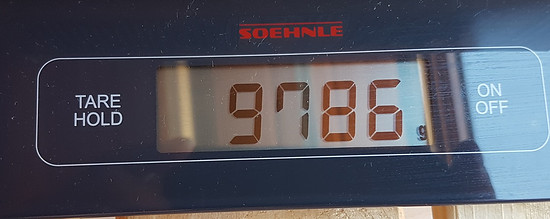 SOEHNLE
TARE
HOLD
9786 g
ON
OFF